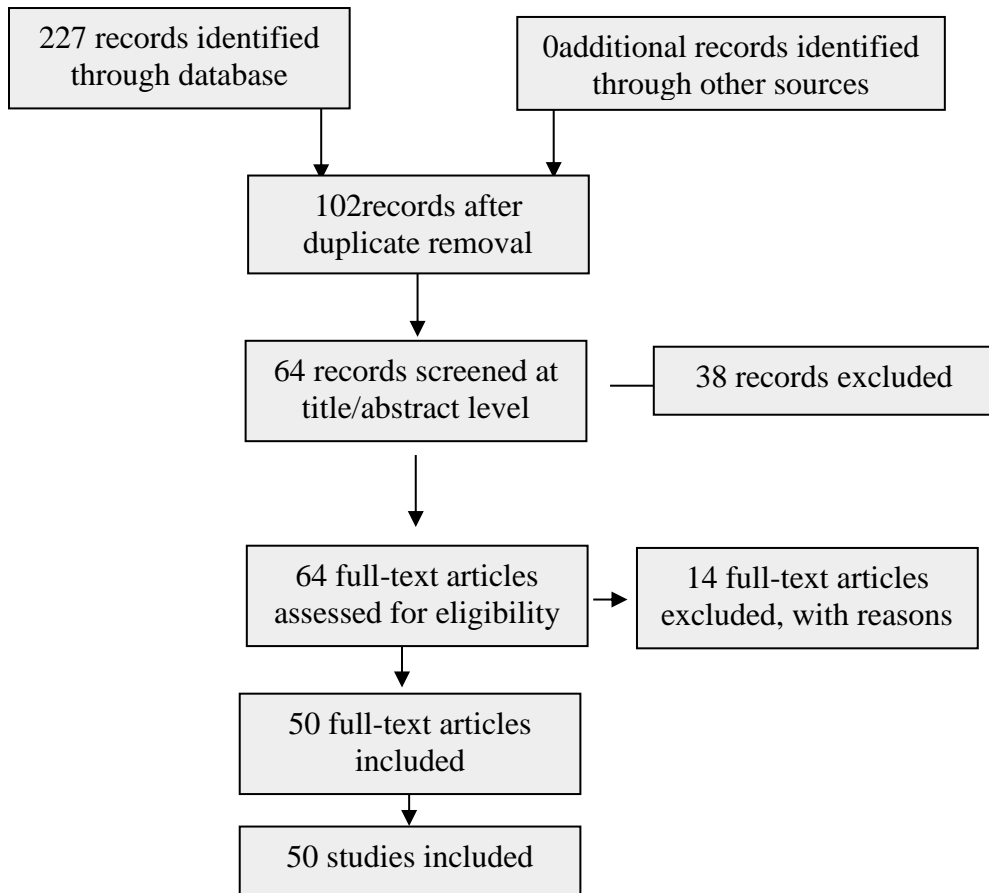 227 records identified
through database
0additional records identified
through other sources
102records after
duplicate removal
64 records screened at
title/abstract level
38 records excluded
64 full-text articles
assessed for eligibility
14 full-text articles
excluded, with reasons
50 full-text articles
included
50 studies included